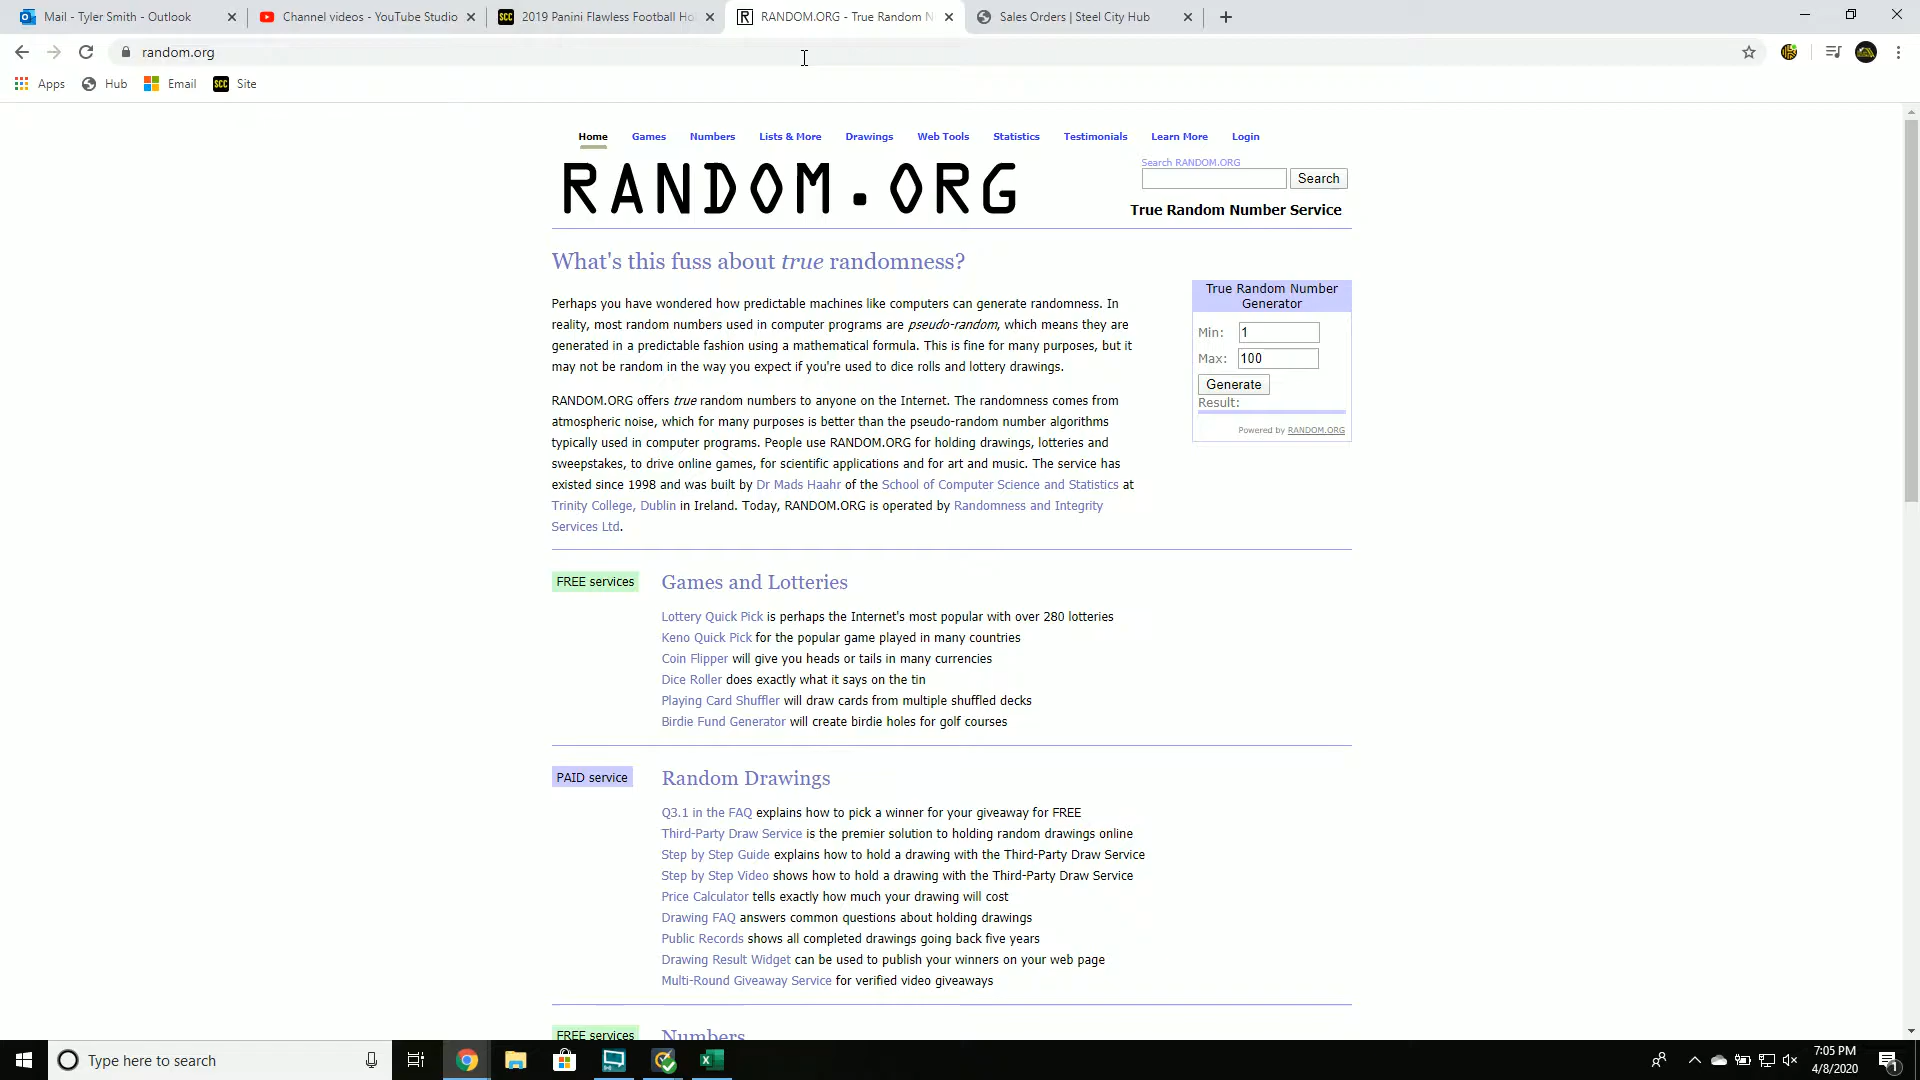 Mail - Tyler Smith - Outlook
Channel videos - YouTube Studio
SCC 2019 Panini Flawless Football Ho
RANDOM.ORG - True Random N
Sales Orders | Steel City Hub
random.org
Apps Hub Email SCC Site
Home Games Numbers Lists & More Drawings Web Tools Statistics Testimonials Learn More Login
RANDOM.ORG
Search RANDOM.ORG
Search
True Random Number Service
What's this fuss about true randomness?
Perhaps you have wondered how predictable machines like computers can generate randomness. In
reality, most random numbers used in computer programs are pseudo-random, which means they are
generated in a predictable fashion using a mathematical formula. This is fine for many purposes, but it
may not be random in the way you expect if you're used to dice rolls and lottery drawings.
RANDOM.ORG offers true random numbers to anyone on the Internet. The randomness comes from
atmospheric noise, which for many purposes is better than the pseudo-random number algorithms
typically used in computer programs. People use RANDOM.ORG for holding drawings, lotteries and
sweepstakes, to drive online games, for scientific applications and for art and music. The service has
existed since 1998 and was built by Dr Mads Haahr of the School of Computer Science and Statistics at
Trinity College, Dublin in Ireland. Today, RANDOM.ORG is operated by Randomness and Integrity
Services Ltd.
True Random Number
Generator
Min: 1
Max: 100
Generate
Result:
Powered by RANDOM.ORG
FREE services
Games and Lotteries
Lottery Quick Pick is perhaps the Internet's most popular with over 280 lotteries
Keno Quick Pick for the popular game played in many countries
Coin Flipper will give you heads or tails in many currencies
Dice Roller does exactly what it says on the tin
Playing Card Shuffler will draw cards from multiple shuffled decks
Birdie Fund Generator will create birdie holes for golf courses
PAID service
Random Drawings
Q3.1 in the FAQ explains how to pick a winner for your giveaway for FREE
Third-Party Draw Service is the premier solution to holding random drawings online
Step by Step Guide explains how to hold a drawing with the Third-Party Draw Service
Step by Step Video shows how to hold a drawing with the Third-Party Draw Service
Price Calculator tells exactly how much your drawing will cost
Drawing FAQ answers common questions about holding drawings
Public Records shows all completed drawings going back five years
Drawing Result Widget can be used to publish your winners on your web page
Multi-Round Giveaway Service for verified video giveaways
FREE services
Numbers
Type here to search
7:05 PM
4/8/2020
1